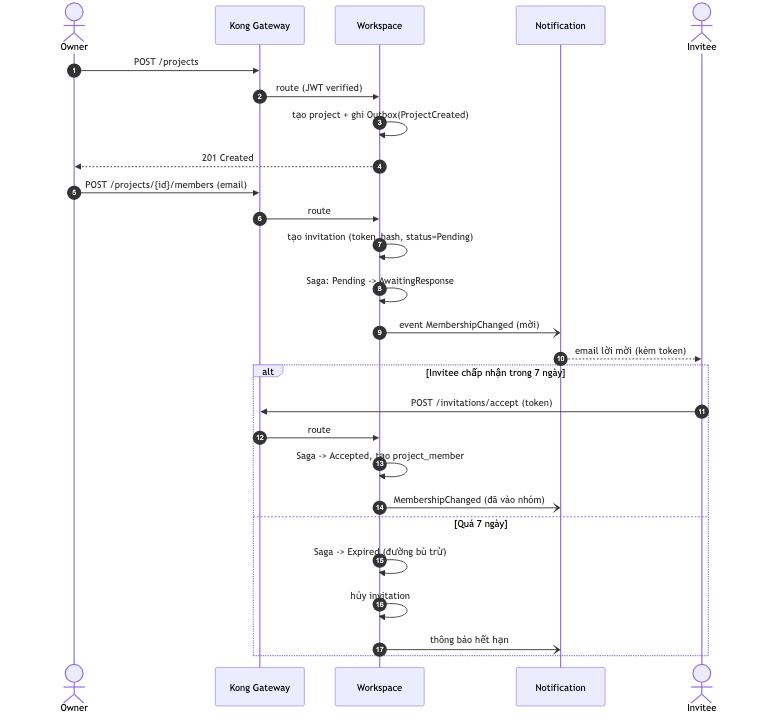 Owner
Kong Gateway
Workspace
Notification
Invitee
POST /projects
1
route (JWT verified)
2
tạo project + ghi Outbox(ProjectCreated)
3
201 Created
4
POST /projects/{id}/members (email)
5
route
6
tạo invitation (token_hash, status=Pending)
7
Saga: Pending -> AwaitingResponse
8
event MembershipChanged (mời)
9
email lời mời (kèm token)
10
alt
[Invitee chấp nhận trong 7 ngày]
POST /invitations/accept (token)
11
route
12
Saga -> Accepted, tạo project_member
13
MembershipChanged (đã vào nhóm)
14
[Quá 7 ngày]
Saga -> Expired (đường bù trừ)
15
hủy invitation
16
thông báo hết hạn
17
Owner
Kong Gateway
Workspace
Notification
Invitee